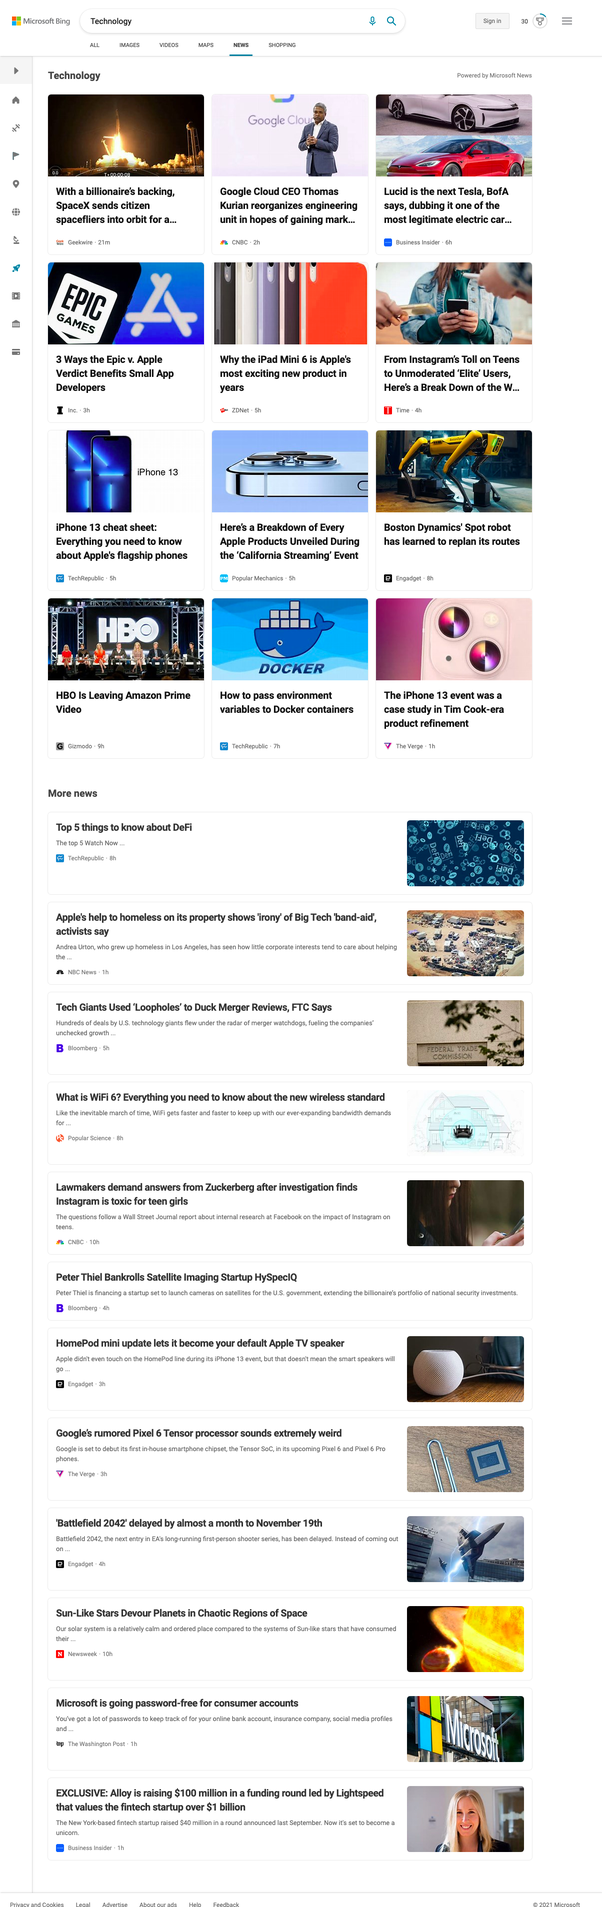 Microsoft Bing
Technology
Sign in
30
ALL IMAGES VIDEOS MAPS NEWS SHOPPING
Technology
Powered by Microsoft News
With a billionaire's backing,
SpaceX sends citizen
spacefliers into orbit for a...
Geekwire · 21m
Google Cloud
Google Cloud CEO Thomas
Kurian reorganizes engineering
unit in hopes of gaining mark...
CNBC · 2h
Lucid is the next Tesla, BofA
says, dubbing it one of the
most legitimate electric car...
Business Insider · 6h
EPIC
GAMES
3 Ways the Epic v. Apple
Verdict Benefits Small App
Developers
Inc. · 3h
Why the iPad Mini 6 is Apple's
most exciting new product in
years
ZDNet · 5h
From Instagram's Toll on Teens
to Unmoderated 'Elite' Users,
Here's a Break Down of the W...
Time · 4h
iPhone 13
iPhone 13 cheat sheet:
Everything you need to know
about Apple's flagship phones
TechRepublic · 5h
Here's a Breakdown of Every
Apple Products Unveiled During
the 'California Streaming' Event
Popular Mechanics · 5h
Boston Dynamics' Spot robot
has learned to replan its routes
Engadget · 8h
HBO
HBO Is Leaving Amazon Prime
Video
Gizmodo · 9h
DOCKER
How to pass environment
variables to Docker containers
TechRepublic · 7h
The iPhone 13 event was a
case study in Tim Cook-era
product refinement
The Verge · 1h
More news
Top 5 things to know about DeFi
The top 5 Watch Now ...
TechRepublic · 8h
DeFi
Apple's help to homeless on its property shows 'irony' of Big Tech 'band-aid',
activists say
Andrea Urton, who grew up homeless in Los Angeles, has seen how little corporate interests tend to care about helping
the ...
NBC News · 1h
Tech Giants Used 'Loopholes' to Duck Merger Reviews, FTC Says
Hundreds of deals by U.S. technology giants flew under the radar of merger watchdogs, fueling the companies'
unchecked growth ...
Bloomberg · 5h
FEDERAL TRADE
COMMISSION
What is WiFi 6? Everything you need to know about the new wireless standard
Like the inevitable march of time, WiFi gets faster and faster to keep up with our ever-expanding bandwidth demands
for ...
Popular Science · 8h
Lawmakers demand answers from Zuckerberg after investigation finds
Instagram is toxic for teen girls
The questions follow a Wall Street Journal report about internal research at Facebook on the impact of Instagram on
teens.
CNBC · 10h
Peter Thiel Bankrolls Satellite Imaging Startup HySpecIQ
Peter Thiel is financing a startup set to launch cameras on satellites for the U.S. government, extending the billionaire's portfolio of national security investments.
Bloomberg · 4h
HomePod mini update lets it become your default Apple TV speaker
Apple didn't even touch on the HomePod line during its iPhone 13 event, but that doesn't mean the smart speakers will
go ...
Engadget · 3h
Google's rumored Pixel 6 Tensor processor sounds extremely weird
Google is set to debut its first in-house smartphone chipset, the Tensor SoC, in its upcoming Pixel 6 and Pixel 6 Pro
phones.
The Verge · 3h
'Battlefield 2042' delayed by almost a month to November 19th
Battlefield 2042, the next entry in EA's long-running first-person shooter series, has been delayed. Instead of coming out
on ...
Engadget · 4h
Sun-Like Stars Devour Planets in Chaotic Regions of Space
Our solar system is a relatively calm and ordered place compared to the systems of Sun-like stars that have consumed
their ...
Newsweek · 10h
Microsoft is going password-free for consumer accounts
You've got a lot of passwords to keep track of for your online bank account, insurance company, social media profiles
and ...
The Washington Post · 1h
Microsoft
EXCLUSIVE: Alloy is raising $100 million in a funding round led by Lightspeed
that values the fintech startup over $1 billion
The New York-based fintech startup raised $40 million in a round announced last September. Now it's set to become a
unicorn.
Business Insider · 1h
Privacy and Cookies Legal Advertise About our ads Help Feedback
© 2021 Microsoft